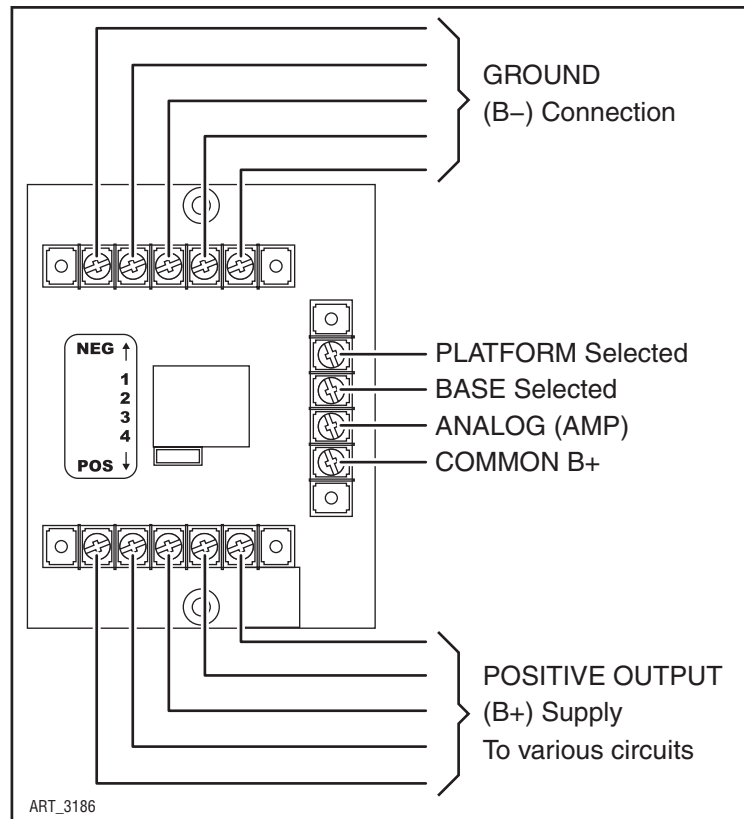 GROUND
(B–) Connection
PLATFORM Selected
BASE Selected
ANALOG (AMP)
COMMON B+
NEG ↑
1
2
3
4
POS ↓
POSITIVE OUTPUT
(B+) Supply
To various circuits
ART_3186